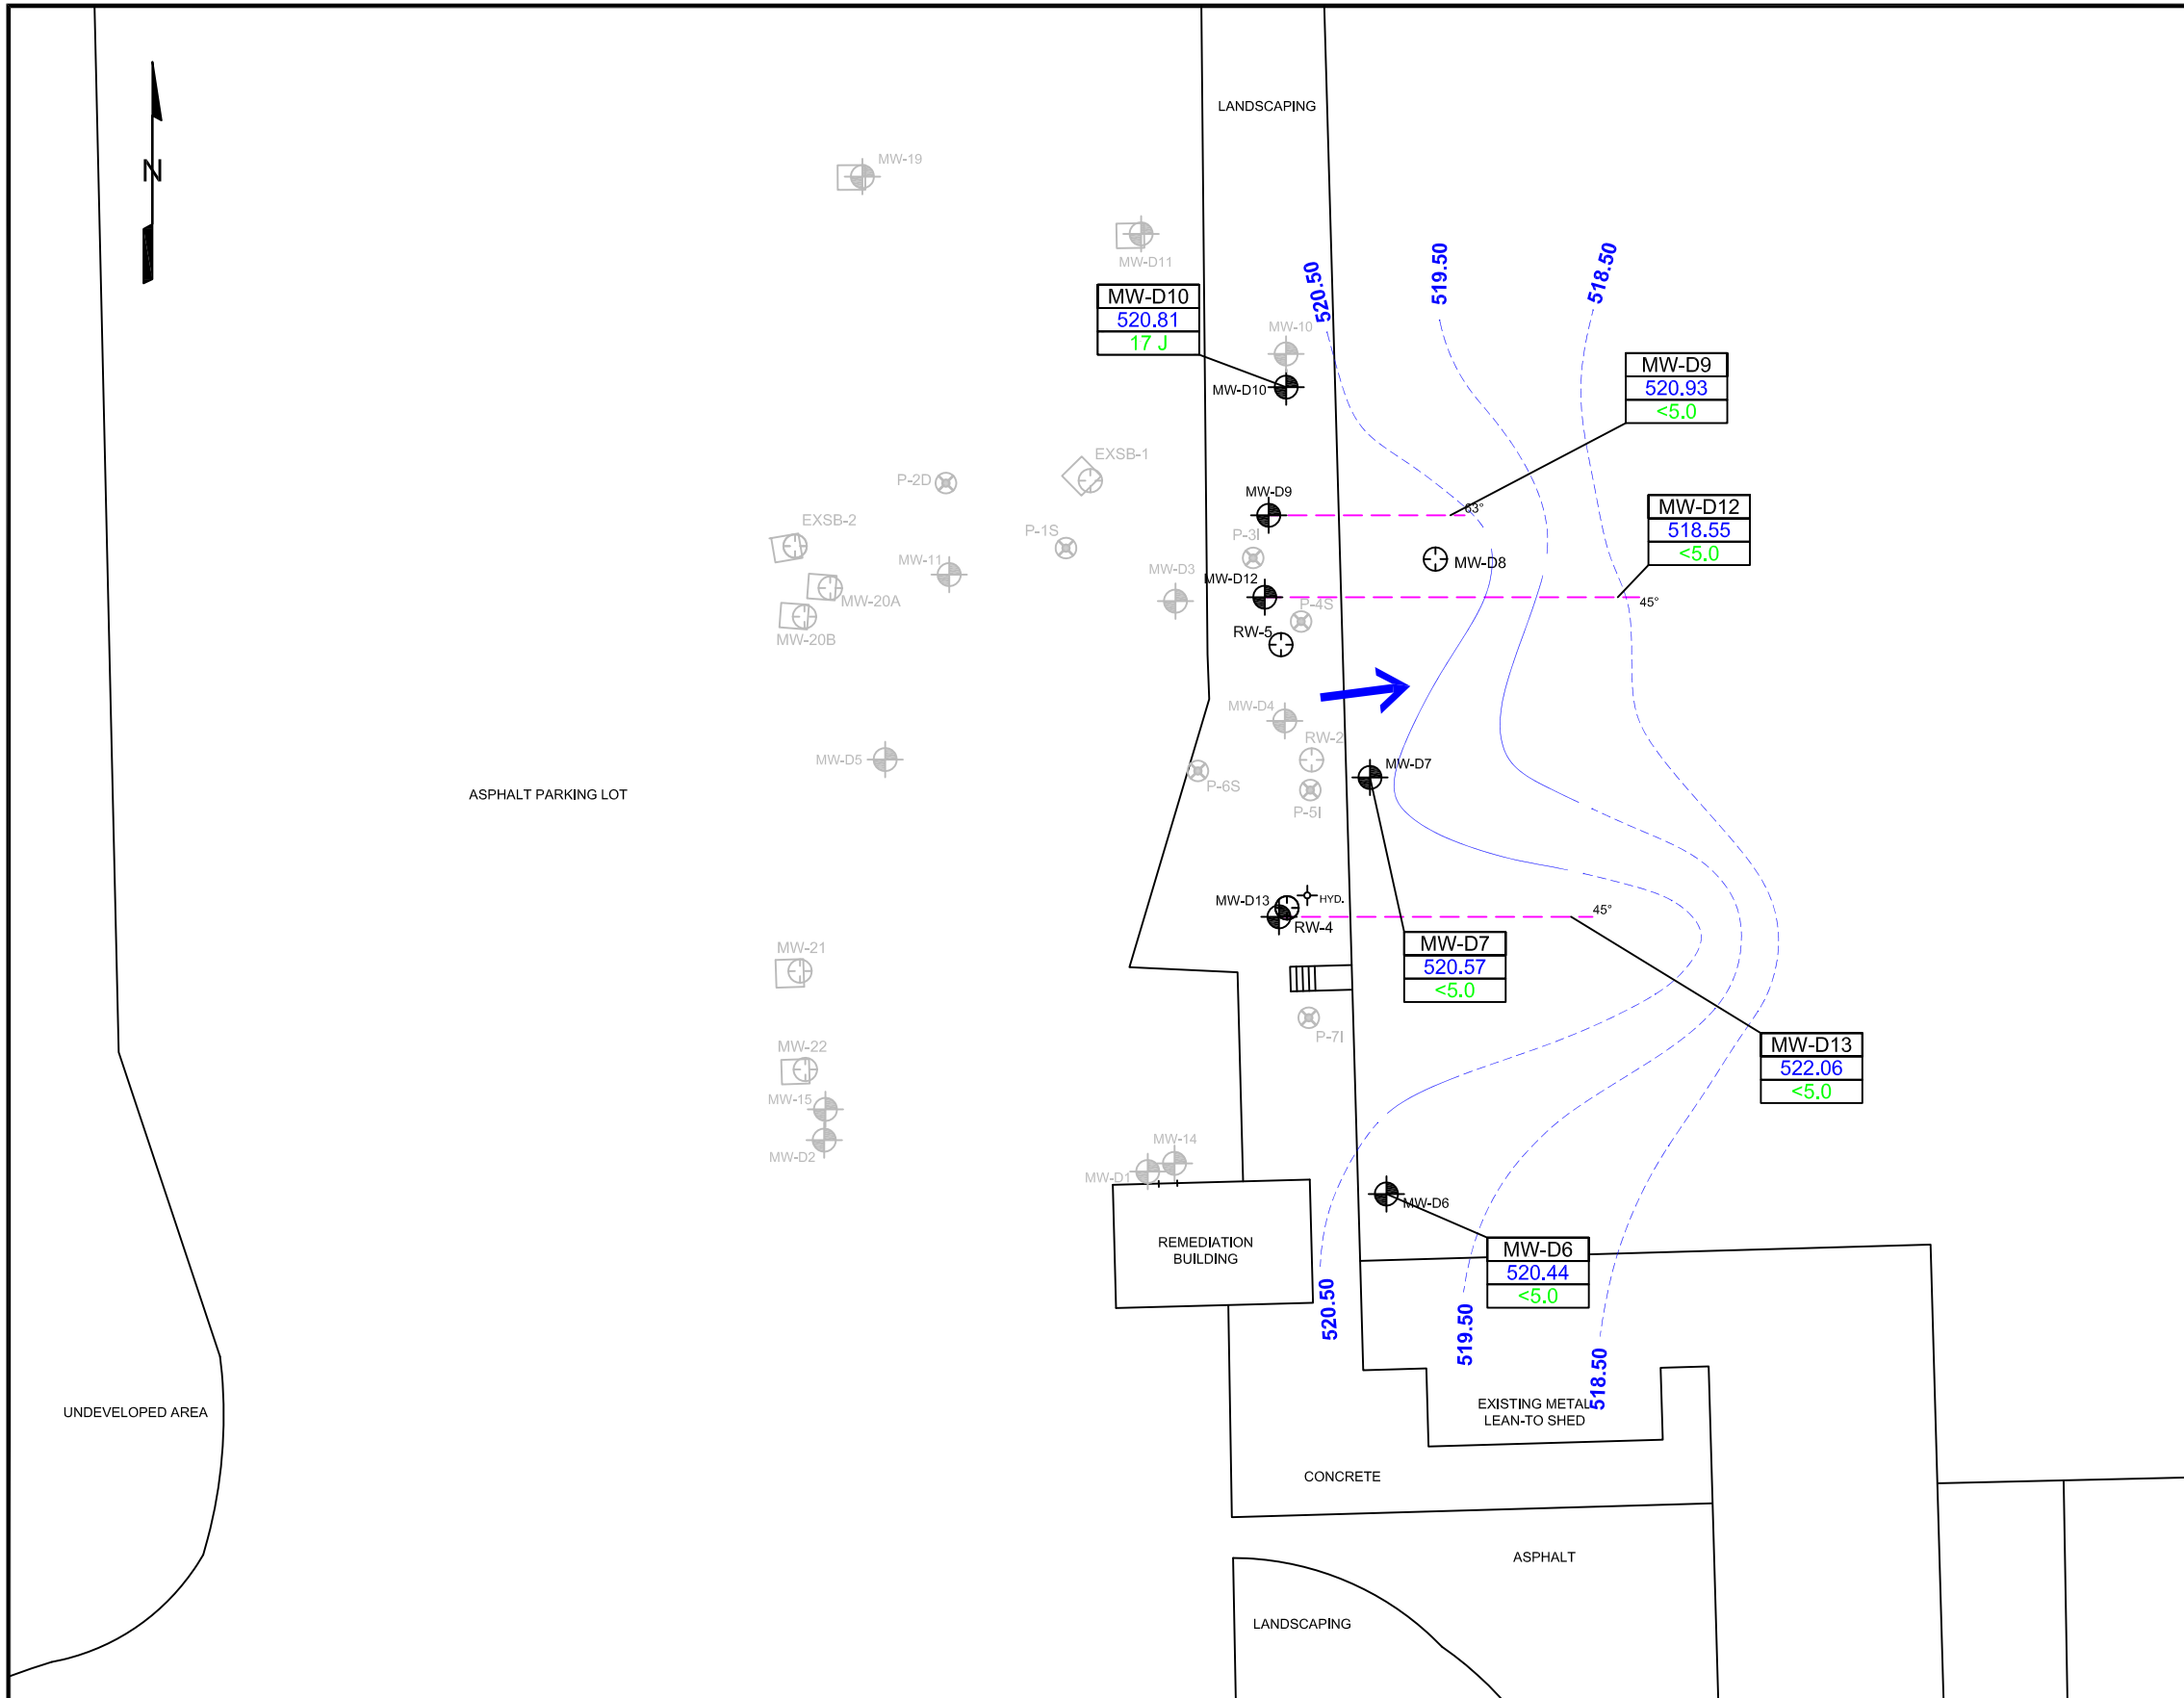 LANDSCAPING
N
MW-19
MW-D11
520.50
519.50
518.50
MW-D10
520.81
17 J
MW-10
MW-D10
MW-D9
520.93
<5.0
EXSB-1
P-2D
MW-D9
63°
MW-D12
518.55
<5.0
EXSB-2
P-1S
P-3I
MW-D8
MW-11
MW-D3
MW-D12
MW-20A
P-4S
45°
MW-20B
RW-5
MW-D4
RW-2
MW-D5
MW-D7
P-6S
P-5I
ASPHALT PARKING LOT
MW-D13
HYD.
RW-4
45°
MW-D7
520.57
<5.0
MW-21
P-7I
MW-D13
522.06
<5.0
MW-22
MW-15
MW-D2
MW-14
MW-D1
MW-D6
REMEDIATION
BUILDING
MW-D6
520.44
<5.0
520.50
519.50
518.50
UNDEVELOPED AREA
EXISTING METAL
LEAN-TO SHED
CONCRETE
ASPHALT
LANDSCAPING